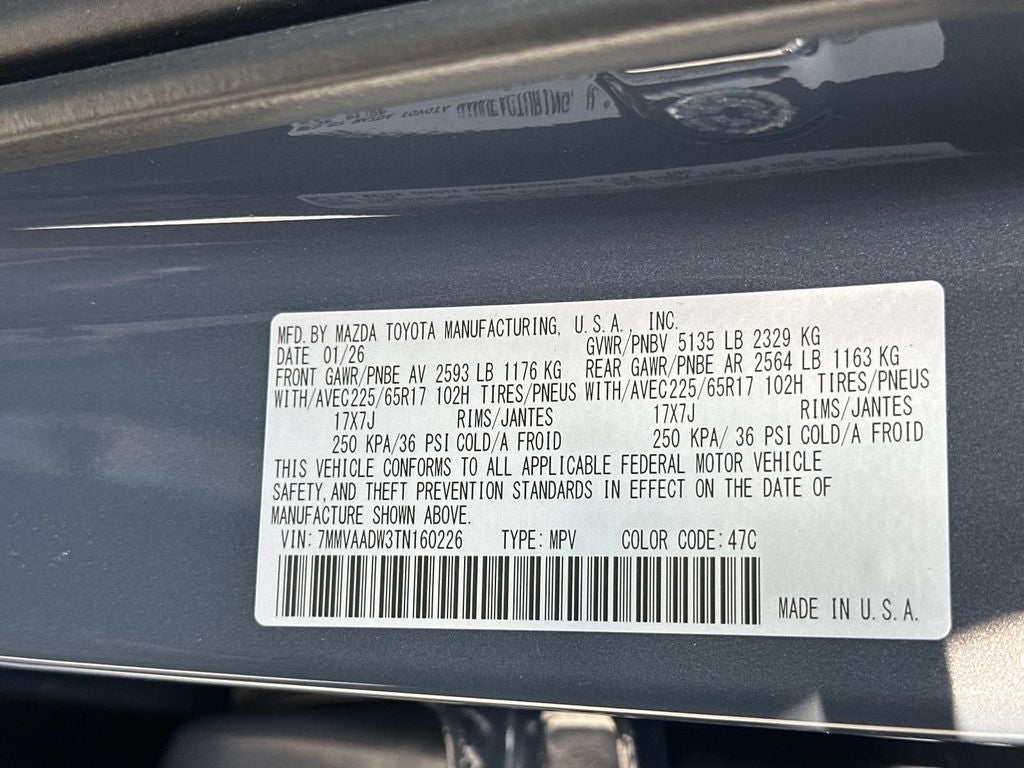 MFD. BY MAZDA TOYOTA MANUFACTURING, U.S.A., INC.
DATE 01/26 GVWR/PNBV 5135 LB 2329 KG
FRONT GAWR/PNBE AV 2593 LB 1176 KG REAR GAWR/PNBE AR 2564 LB 1163 KG
WITH/AVEC225/65R17 102H TIRES/PNEUS WITH/AVEC225/65R17 102H TIRES/PNEUS
17X7J RIMS/JANTES 17X7J RIMS/JANTES
250 KPA/36 PSI COLD/A FROID 250 KPA/ 36 PSI COLD/A FROID
THIS VEHICLE CONFORMS TO ALL APPLICABLE FEDERAL MOTOR VEHICLE
SAFETY, AND THEFT PREVENTION STANDARDS IN EFFECT ON THE DATE OF
MANUFACTURE SHOWN ABOVE.
VIN: 7MMVAADW3TN160226 TYPE: MPV COLOR CODE: 47C
MADE IN U.S.A.